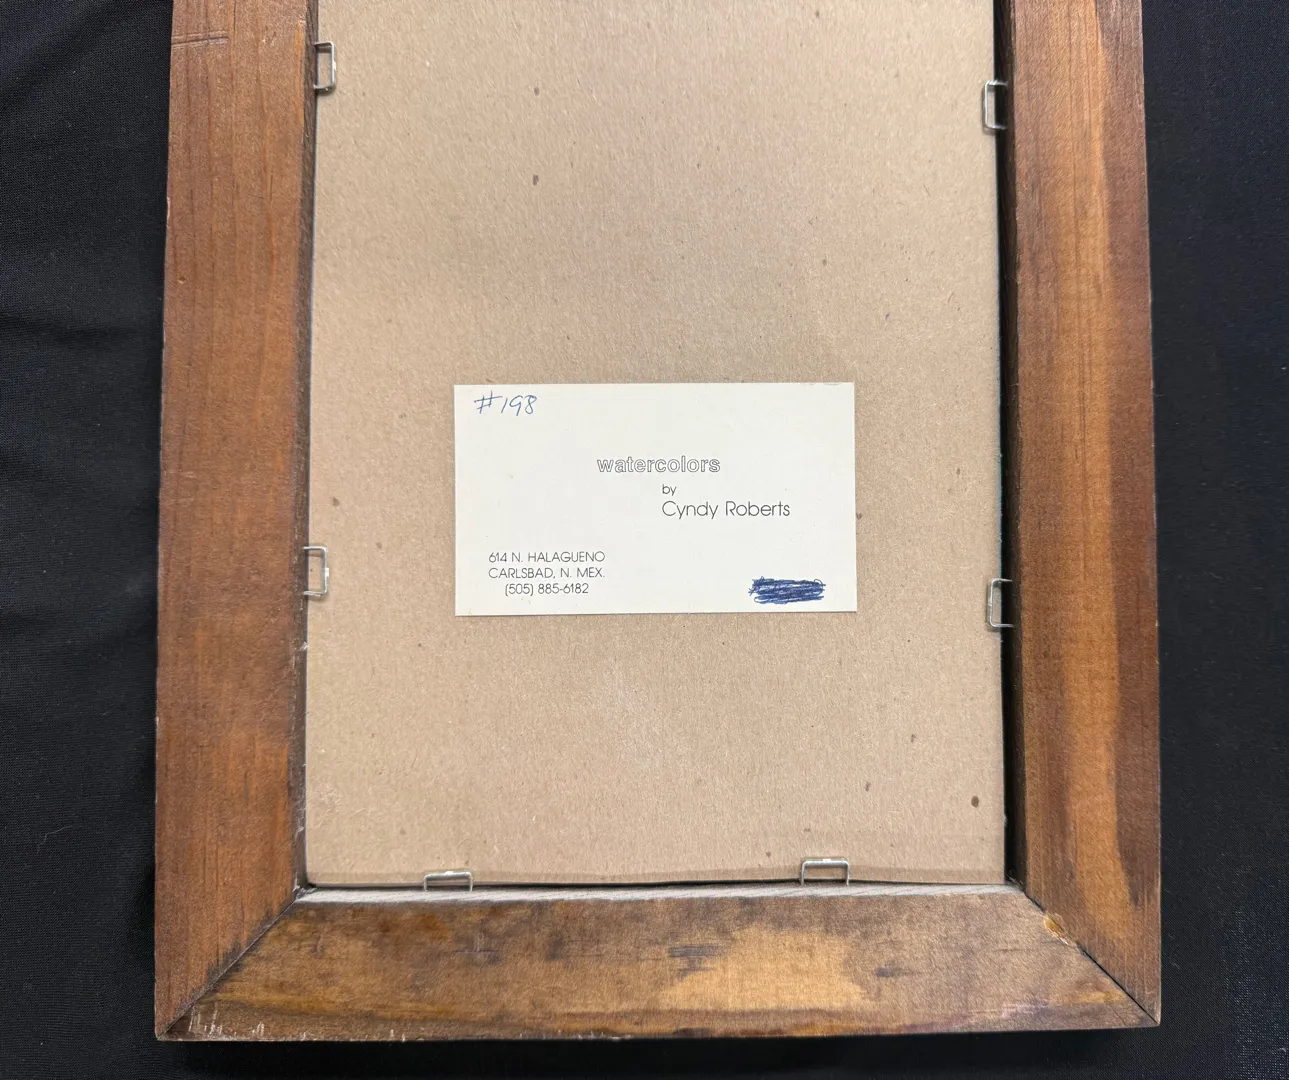 #198
watercolors
by
Cyndy Roberts
614 N. HALAGUENO
CARLSBAD, N. MEX.
(505) 885-6182